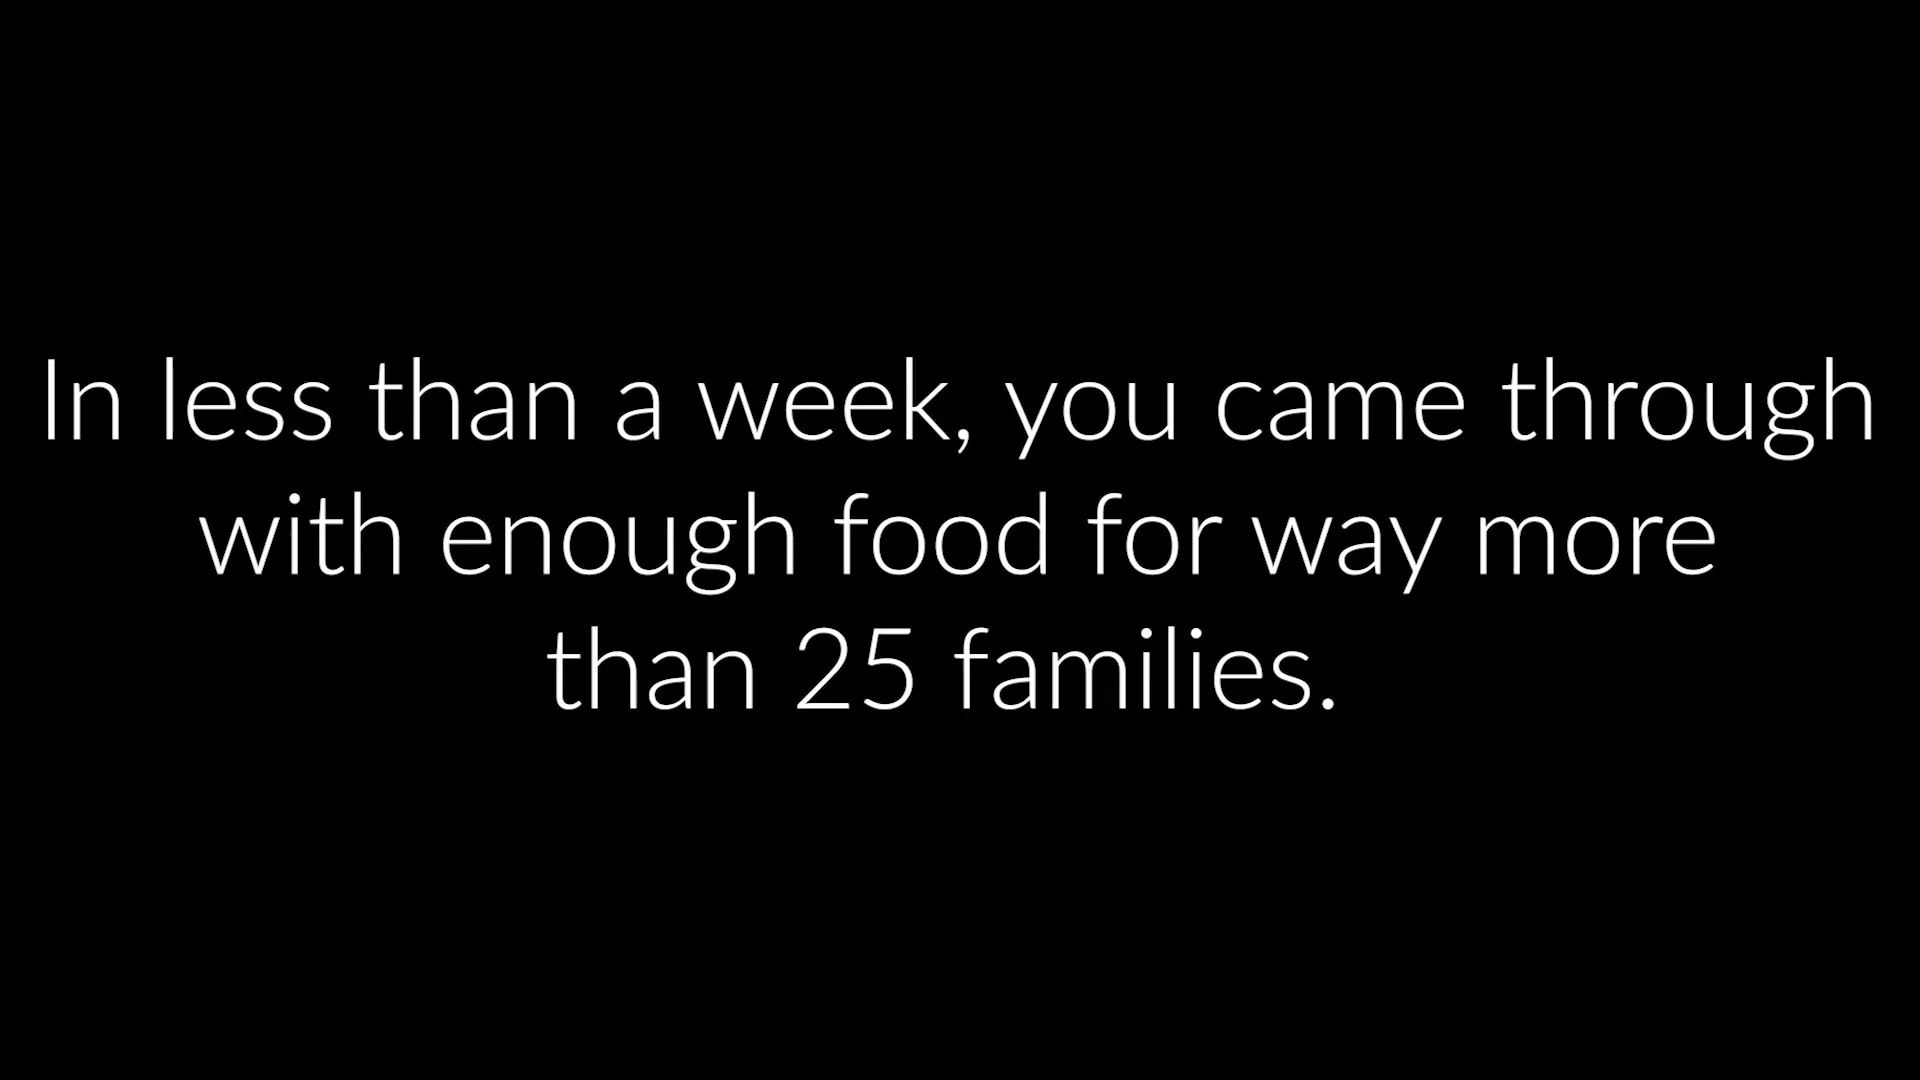 In less than a week, you came through
with enough food for way more
than 25 families.